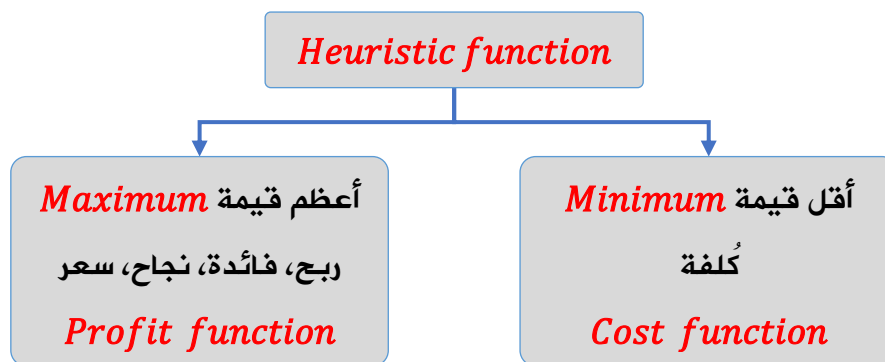 Heuristic function
أعظم قيمة Maximum
ربح، فائدة، نجاح، سعر
Profit function
أقل قيمة Minimum
كُلفة
Cost function